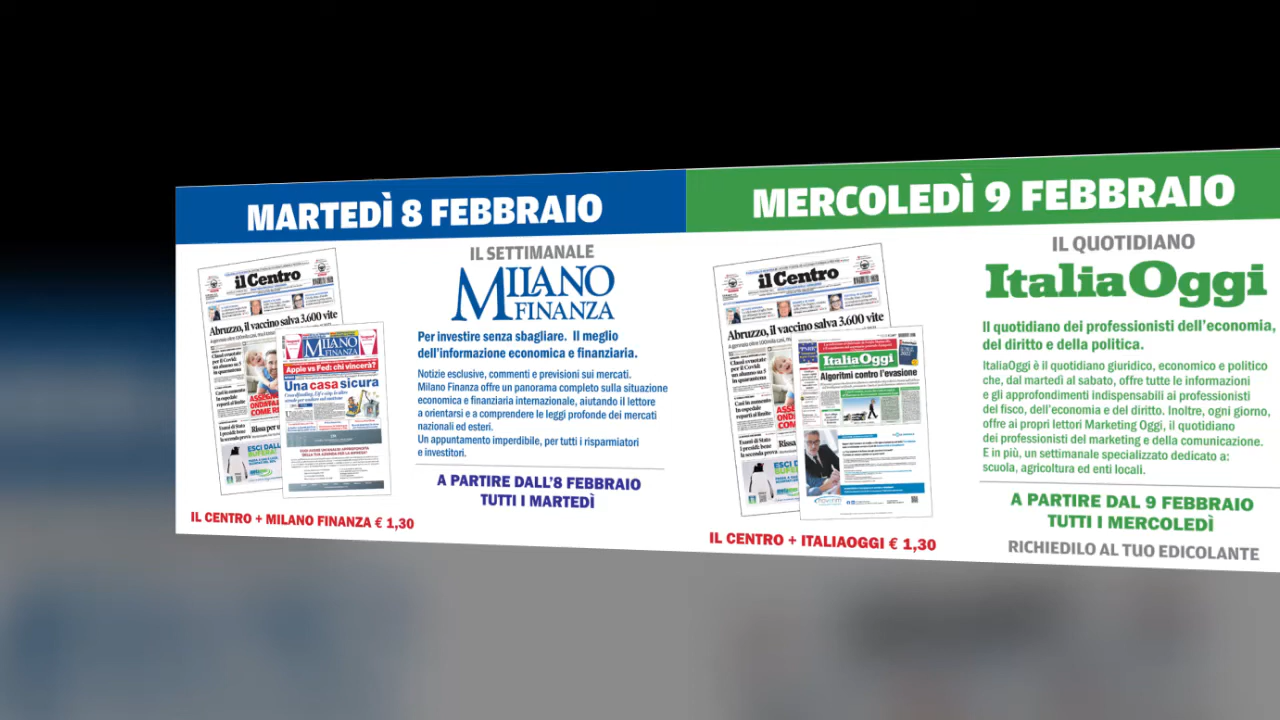 MARTEDÌ 8 FEBBRAIO
il Centro
Abruzzo, il vaccino salva 3.600 vite
MILANO
FINANZA
Apple vs Fed: chi vincerà?
Una casa sicura
IL CENTRO + MILANO FINANZA € 1,30
IL SETTIMANALE
MILANO
FINANZA
Per investire senza sbagliare. Il meglio
dell'informazione economica e finanziaria.
Notizie esclusive, commenti e previsioni sui mercati.
Milano Finanza offre un panorama completo sulla situazione
economica e finanziaria internazionale, aiutando il lettore
a orientarsi e a comprendere le leggi profonde dei mercati
nazionali ed esteri.
Un appuntamento imperdibile, per tutti i risparmiatori
e investitori.
A PARTIRE DALL'8 FEBBRAIO
TUTTI I MARTEDÌ
MERCOLEDÌ 9 FEBBRAIO
il Centro
Abruzzo, il vaccino salva 3.600 vite
ItaliaOggi
Algoritmi contro l'evasione
IL CENTRO + ITALIAOGGI € 1,30
IL QUOTIDIANO
ItaliaOggi
Il quotidiano dei professionisti dell'economia,
del diritto e della politica.
ItaliaOggi è il quotidiano giuridico, economico e politico
che, dal martedì al sabato, offre tutte le informazioni
e gli approfondimenti indispensabili ai professionisti
del fisco, dell'economia e del diritto. Inoltre, ogni giorno,
offre ai propri lettori Marketing Oggi, il quotidiano
dei professionisti del marketing e della comunicazione.
E in più, un settimanale specializzato dedicato a:
scuola, agricoltura ed enti locali.
A PARTIRE DAL 9 FEBBRAIO
TUTTI I MERCOLEDÌ
RICHIEDILO AL TUO EDICOLANTE